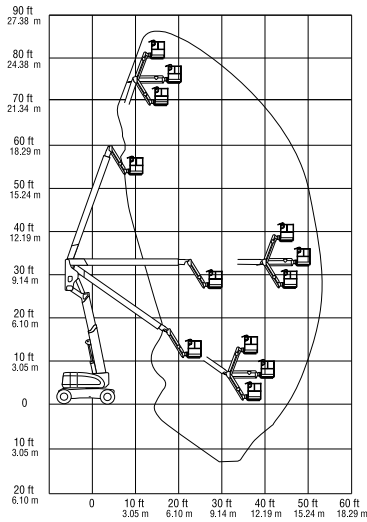 90 ft
27.38 m
80 ft
24.38 m
70 ft
21.34 m
60 ft
18.29 m
50 ft
15.24 m
40 ft
12.19 m
30 ft
9.14 m
20 ft
6.10 m
10 ft
3.05 m
0
10 ft
3.05 m
20 ft
6.10 m
0 10 ft 20 ft 30 ft 40 ft 50 ft 60 ft
3.05 m 6.10 m 9.14 m 12.19 m 15.24 m 18.29 m